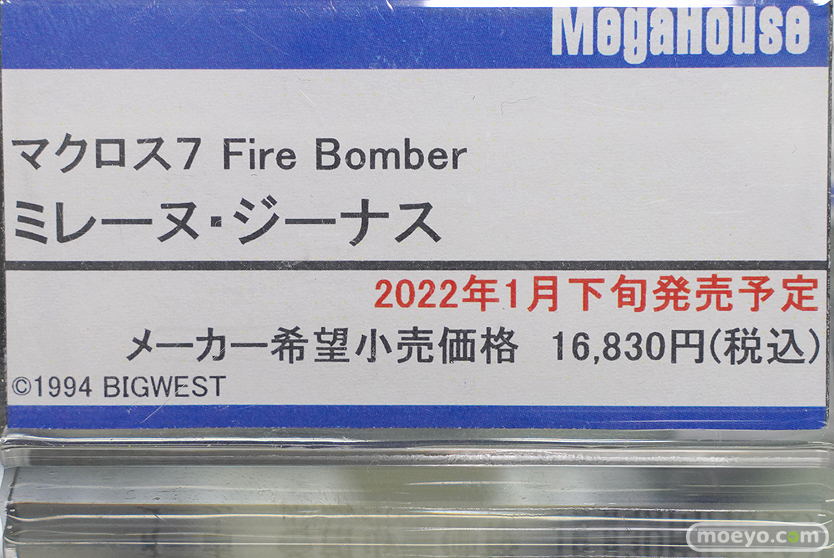 MegaHouse
マクロス7 Fire Bomber
ミレーヌ・ジーナス
2022年1月下旬発売予定
メーカー希望小売価格 16,830円(税込)
©1994 BIGWEST
moeyo.com